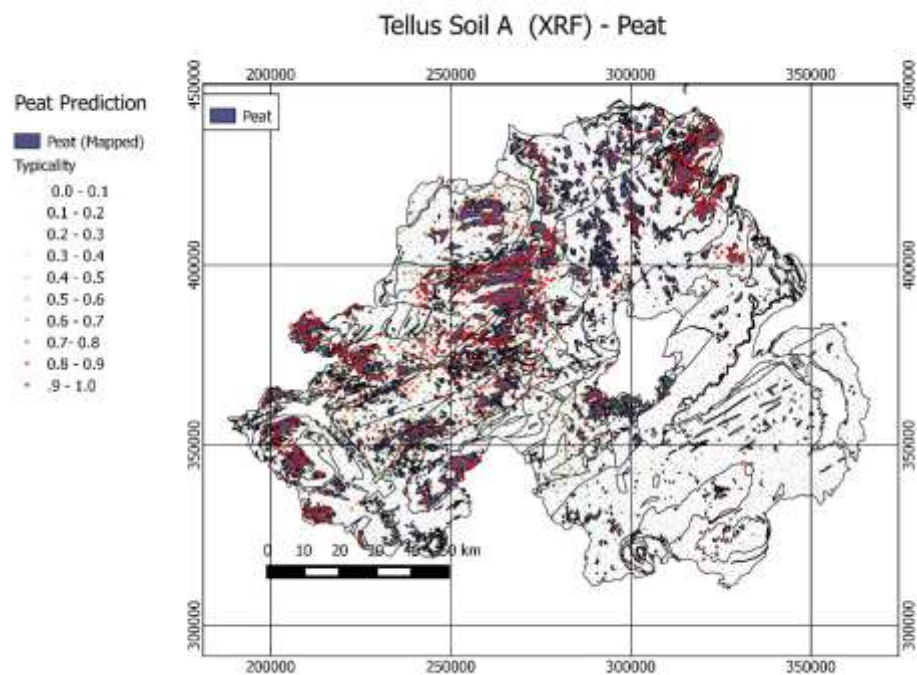 Tellus Soil A (XRF) - Peat
200000 250000 300000 350000
450000 450000
Peat Prediction
Peat (Mapped)
Typicality
0.0 - 0.1
0.1 - 0.2
0.2 - 0.3
0.3 - 0.4
0.4 - 0.5
0.5 - 0.6
0.6 - 0.7
0.7- 0.8
0.8 - 0.9
.9 - 1.0
Peat
400000 400000
350000 350000
0 10 20 30 km
300000 300000
200000 250000 300000 350000